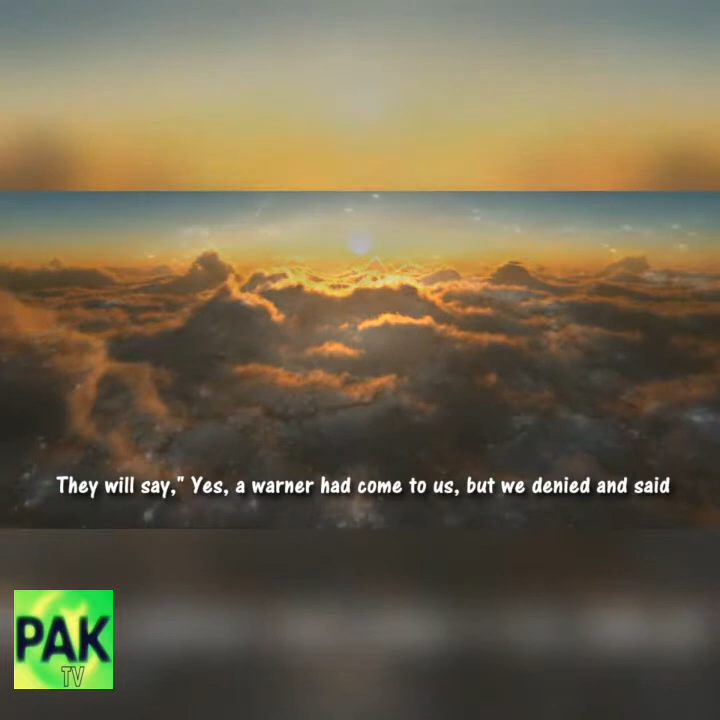 They will say," Yes, a warner had come to us, but we denied and said
PAK
TV